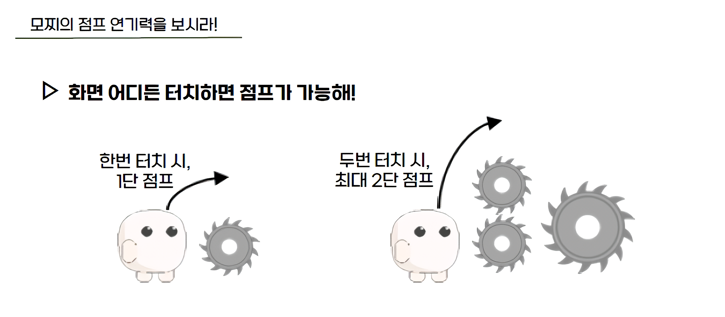 모찌의 점프 연기력을 보시라!
▷ 화면 어디든 터치하면 점프가 가능해!
한번 터치 시,
1단 점프
두번 터치 시,
최대 2단 점프